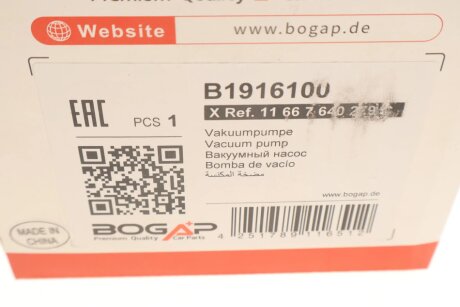 Premium Quality
Website www.bogap.de
B1916100
X Ref. 11 66 7 640 279
EAC
PCS 1
Vakuumpumpe
Vacuum pump
Вакуумный насос
Bomba de vacío
مضخة المكنسة
www.bogap.de
BOGAP
Premium Quality Car Parts
4 251789 116512
MADE IN
CHINA